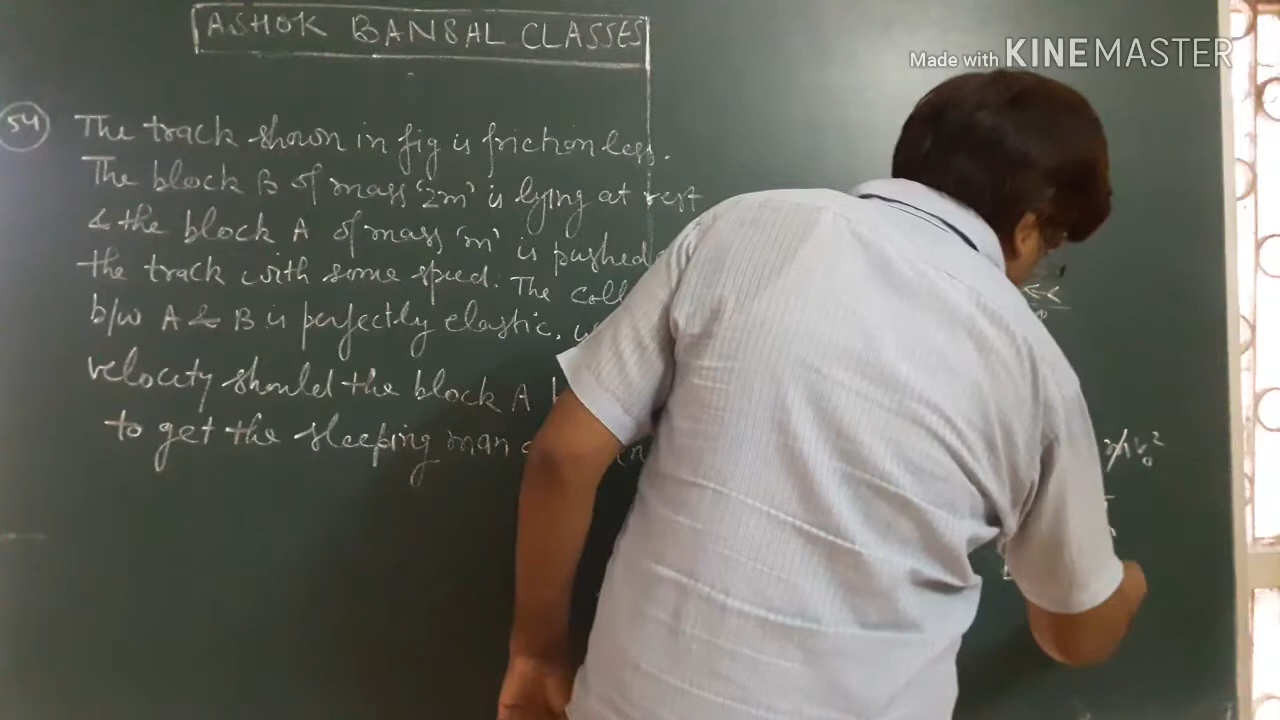 ASHOK BANSAL CLASSES
Made with KINEMASTER
54 The track shown in fig is frictionless.
The block B of mass '2m' is lying at rest
& the block A of mass 'm' is pushed
the track with some speed. The
b/w A & B is perfectly elastic,
velocity should the block A
to get the sleeping man